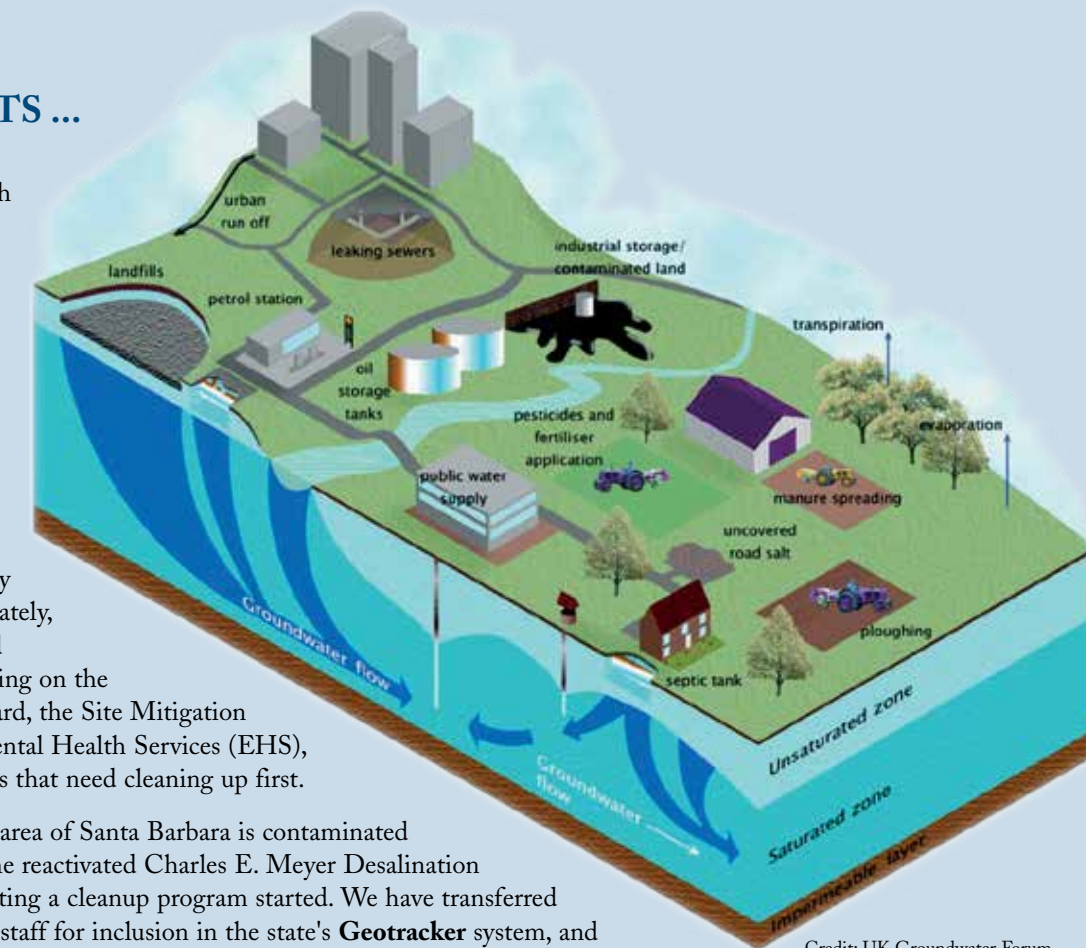 TS ...
h
urban
run off
leaking sewers
industrial storage/
contaminated land
landfills
petrol station
transpiration
oil
storage
tanks
pesticides and
fertiliser
application
evaporation
public water
supply
manure spreading
uncovered
road salt
ploughing
septic tank
Groundwater flow
Groundwater
flow
Unsaturated zone
Saturated zone
Impermeable layer
y
ately,
l
ing on the
ard, the Site Mitigation
ental Health Services (EHS),
s that need cleaning up first.
area of Santa Barbara is contaminated
he reactivated Charles E. Meyer Desalination
ting a cleanup program started. We have transferred
staff for inclusion in the state's Geotracker system, and
Credit: UK Groundwater Forum